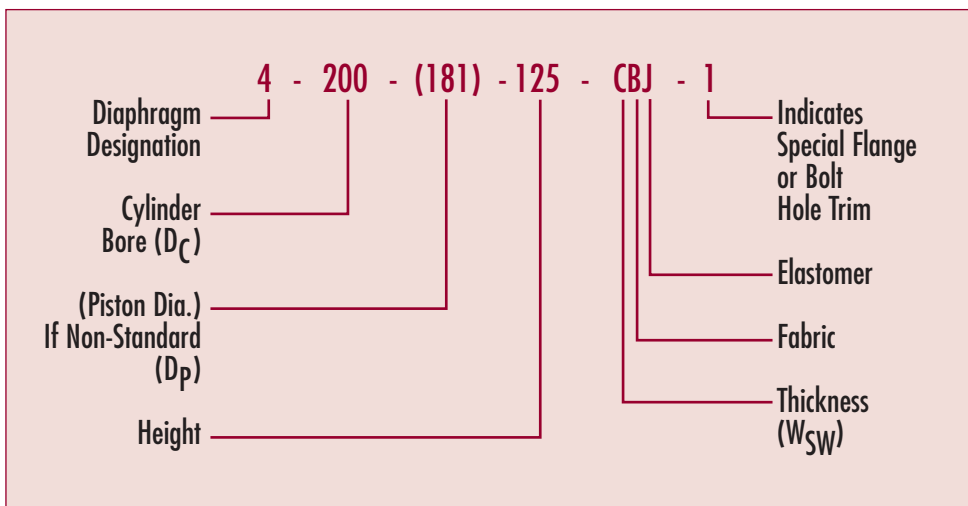 4 - 200 - (181) - 125 - CBJ - 1
Diaphragm
Designation
Cylinder
Bore (DC)
(Piston Dia.)
If Non-Standard
(DP)
Height
Indicates
Special Flange
or Bolt
Hole Trim
Elastomer
Fabric
Thickness
(WSW)